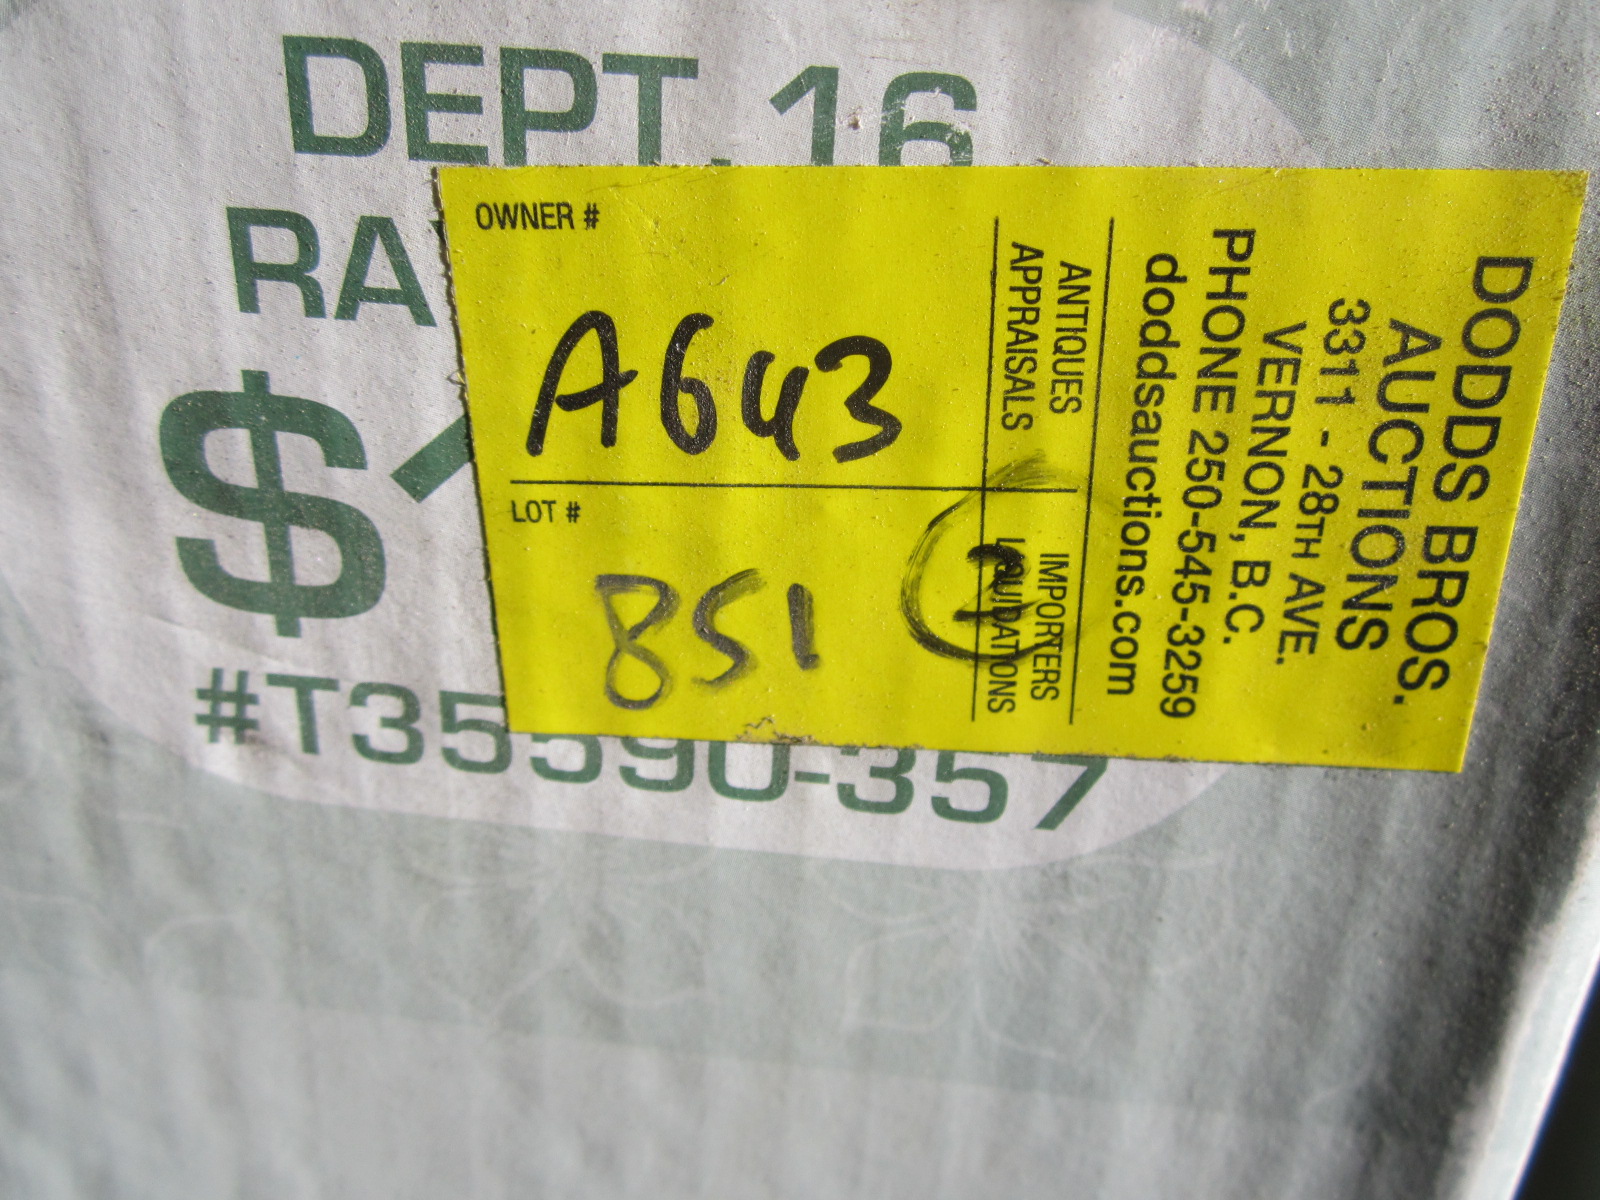 DEPT. 16
$
#T35590-357
OWNER #
A643
LOT #
851
2
DODDS BROS.
AUCTIONS
3311 - 28TH AVE.
VERNON, B.C.
PHONE 250-545-3259
doddsauctions.com
ANTIQUES
APPRAISALS
IMPORTERS
LIQUIDATIONS